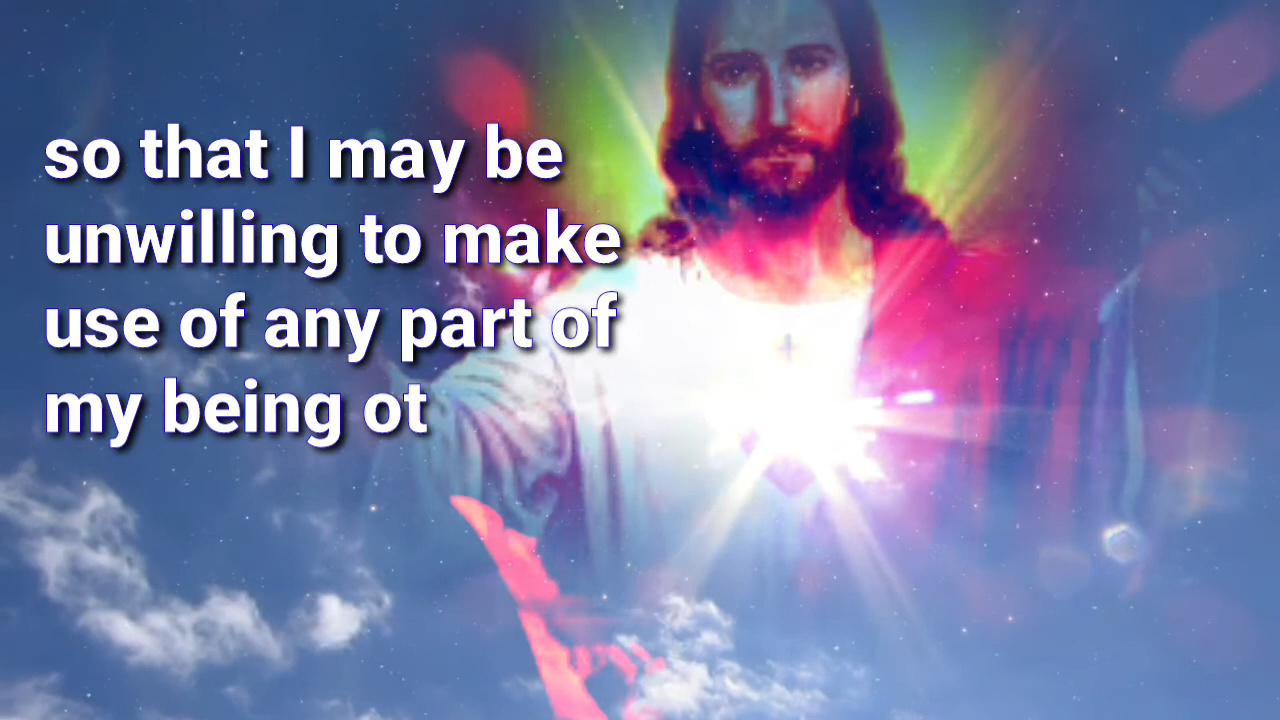 so that I may be
unwilling to make
use of any part of
my being ot